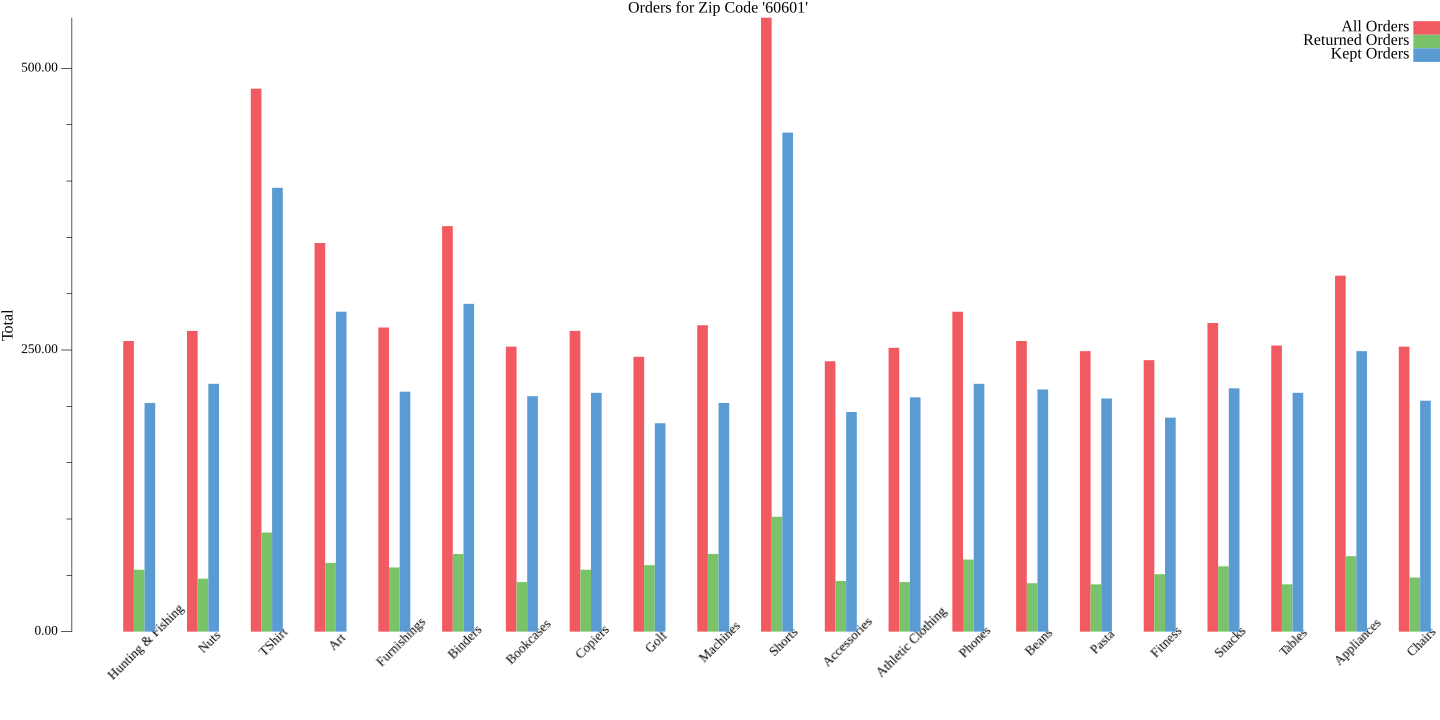 Orders for Zip Code '60601'
All Orders
Returned Orders
Kept Orders
500.00
250.00
0.00
Total
Hunting & Fishing
Nuts
TShirt
Art
Furnishings
Binders
Bookcases
Copiers
Golf
Machines
Shorts
Accessories
Athletic Clothing
Phones
Beans
Pasta
Fitness
Snacks
Tables
Appliances
Chairs